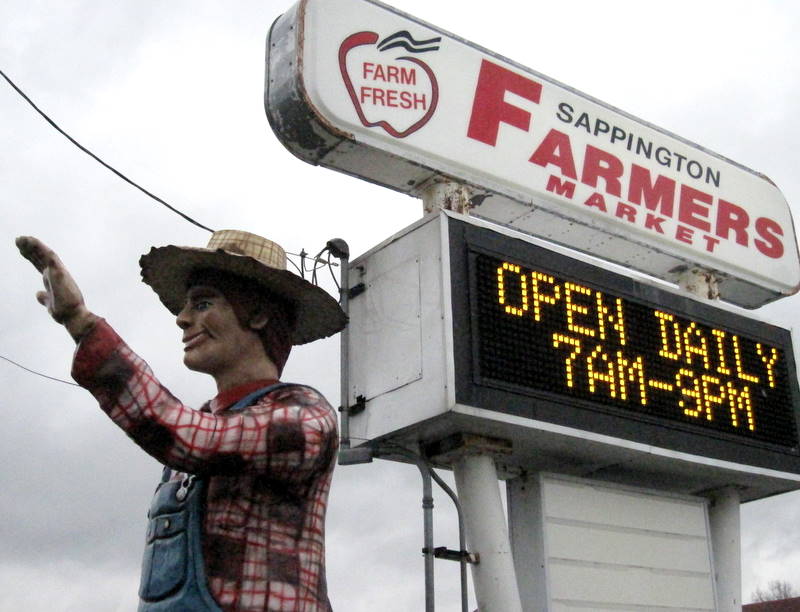 FARM
FRESH
SAPPINGTON
FARMERS
MARKET
OPEN DAILY
7AM-9PM